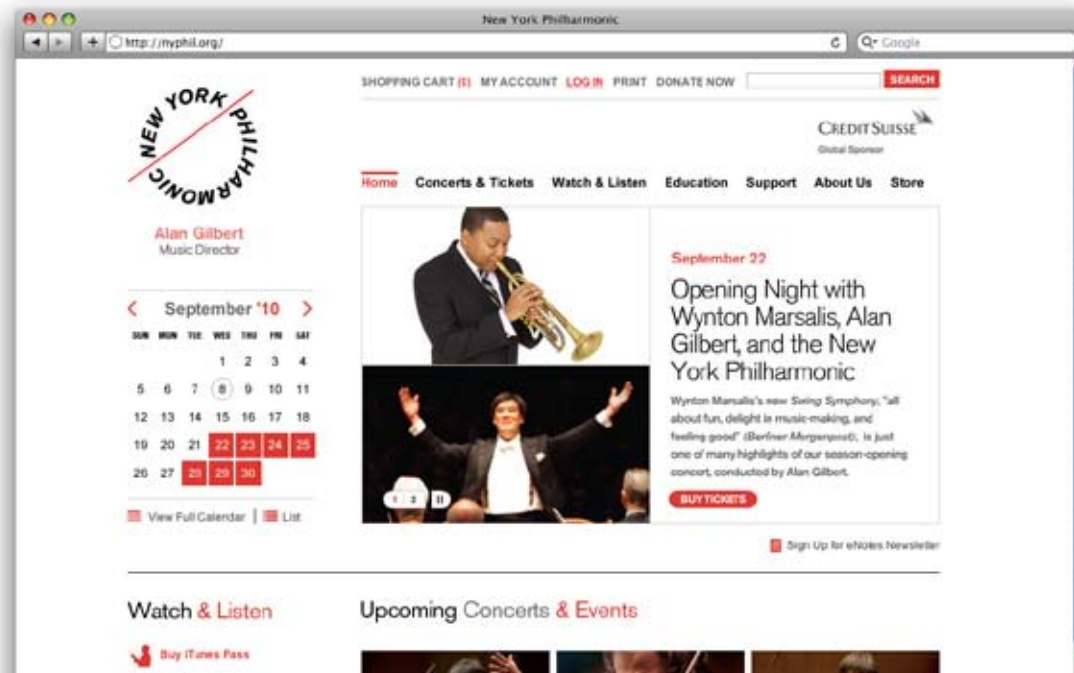 New York Philharmonic
http://nyphil.org/
Google
SHOPPING CART (0) MY ACCOUNT LOG IN PRINT DONATE NOW
SEARCH
NEW YORK PHILHARMONIC
CREDIT SUISSE
Global Sponsor
Home Concerts & Tickets Watch & Listen Education Support About Us Store
Alan Gilbert
Music Director
September '10
SUN MON TUE WED THU FRI SAT
1 2 3 4
5 6 7 8 9 10 11
12 13 14 15 16 17 18
19 20 21 22 23 24 25
26 27 28 29 30
View Full Calendar | List
September 22
Opening Night with
Wynton Marsalis, Alan
Gilbert, and the New
York Philharmonic
Wynton Marsalis's new Swing Symphony, "all
about fun, delight in music-making, and
feeling good" (Berliner Morgenpost), is just
one of many highlights of our season-opening
concert, conducted by Alan Gilbert.
BUY TICKETS
1 2
Sign Up for eNotes Newsletter
Watch & Listen
Buy iTunes Pass
Upcoming Concerts & Events